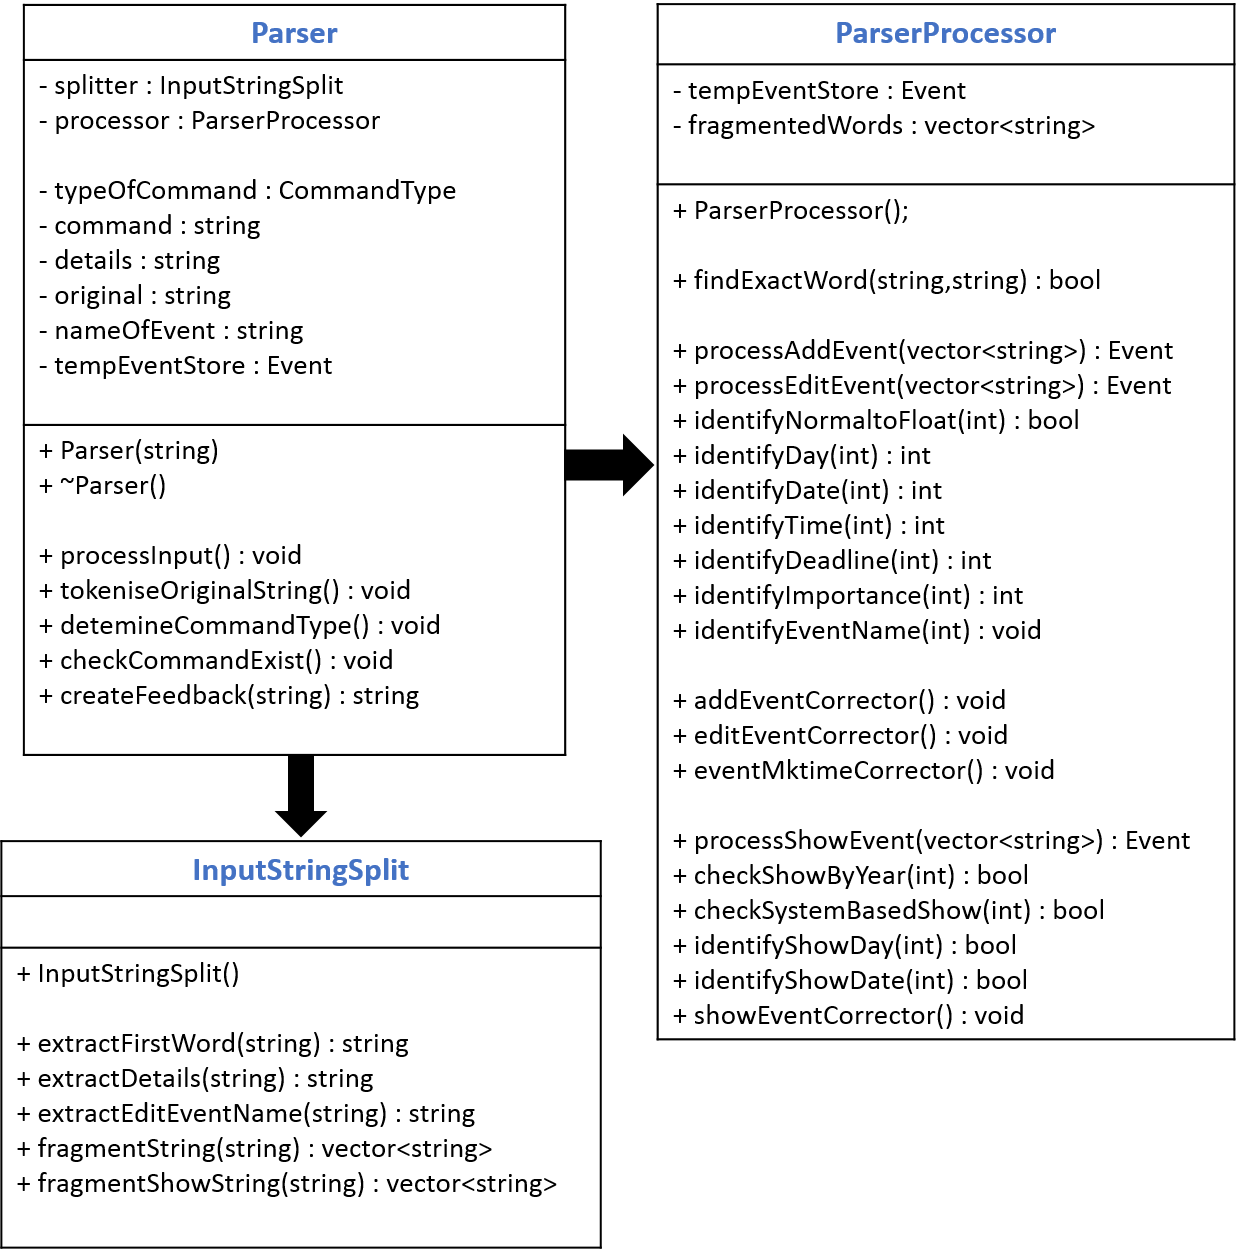 Parser
- splitter : InputStringSplit
- processor : ParserProcessor
- typeOfCommand : CommandType
- command : string
- details : string
- original : string
- nameOfEvent : string
- tempEventStore : Event
+ Parser(string)
+ ~Parser()
+ processInput() : void
+ tokeniseOriginalString() : void
+ detemineCommandType() : void
+ checkCommandExist() : void
+ createFeedback(string) : string
ParserProcessor
- tempEventStore : Event
- fragmentedWords : vector<string>
+ ParserProcessor();
+ findExactWord(string,string) : bool
+ processAddEvent(vector<string>) : Event
+ processEditEvent(vector<string>) : Event
+ identifyNormaltoFloat(int) : bool
+ identifyDay(int) : int
+ identifyDate(int) : int
+ identifyTime(int) : int
+ identifyDeadline(int) : int
+ identifyImportance(int) : int
+ identifyEventName(int) : void
+ addEventCorrector() : void
+ editEventCorrector() : void
+ eventMktimeCorrector() : void
+ processShowEvent(vector<string>) : Event
+ checkShowByYear(int) : bool
+ checkSystemBasedShow(int) : bool
+ identifyShowDay(int) : bool
+ identifyShowDate(int) : bool
+ showEventCorrector() : void
InputStringSplit
+ InputStringSplit()
+ extractFirstWord(string) : string
+ extractDetails(string) : string
+ extractEditEventName(string) : string
+ fragmentString(string) : vector<string>
+ fragmentShowString(string) : vector<string>